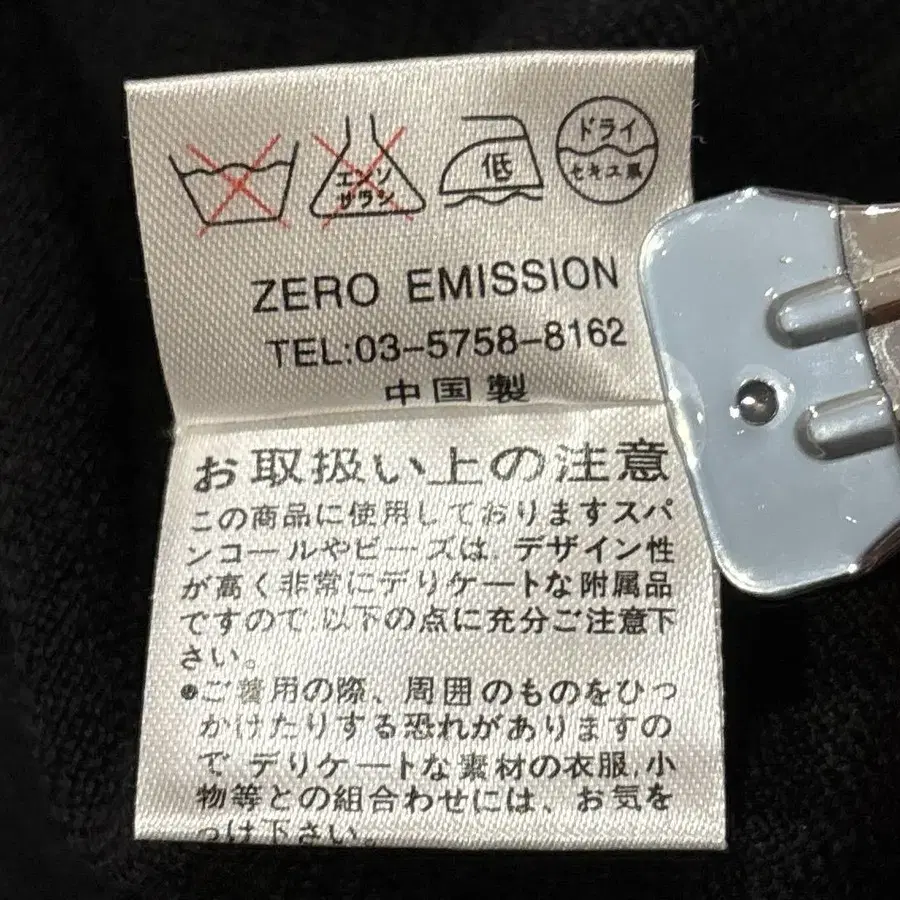 エンソ
サラシ
低
ドライ
セキユ系
ZERO EMISSION
TEL:03-5758-8162
中国製
お取扱い上の注意
この商品に使用しておりますスパ
ンコールやビーズは、デザイン性
が高く非常にデリケートな附属品
ですので、以下の点に充分ご注意下
さい。
●ご着用の際、周囲のものをひっ
かけたりする恐れがありますの
で、デリケートな素材の衣服、小
物等との組合わせには、お気を
つけ下さい。